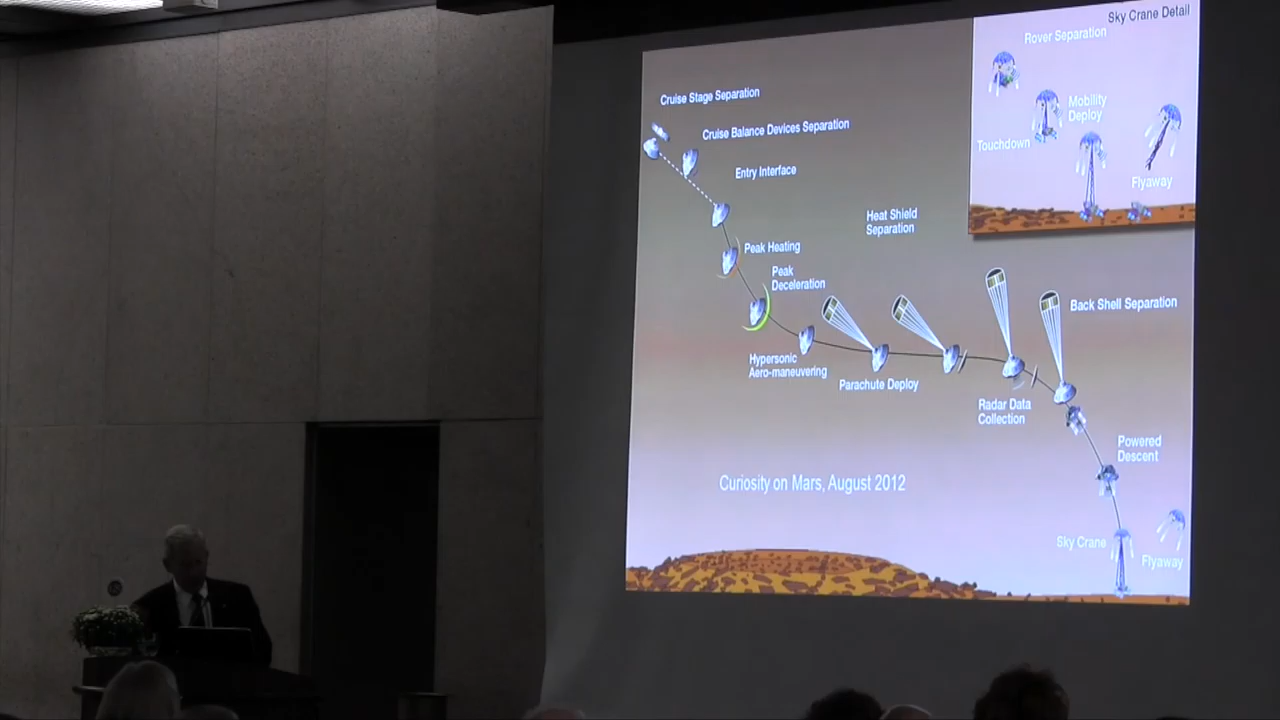 Sky Crane Detail
Rover Separation
Mobility
Deploy
Touchdown
Flyaway
Cruise Stage Separation
Cruise Balance Devices Separation
Entry Interface
Heat Shield
Separation
Peak Heating
Peak
Deceleration
Back Shell Separation
Hypersonic
Aero-maneuvering
Parachute Deploy
Radar Data
Collection
Powered
Descent
Curiosity on Mars, August 2012
Sky Crane
Flyaway